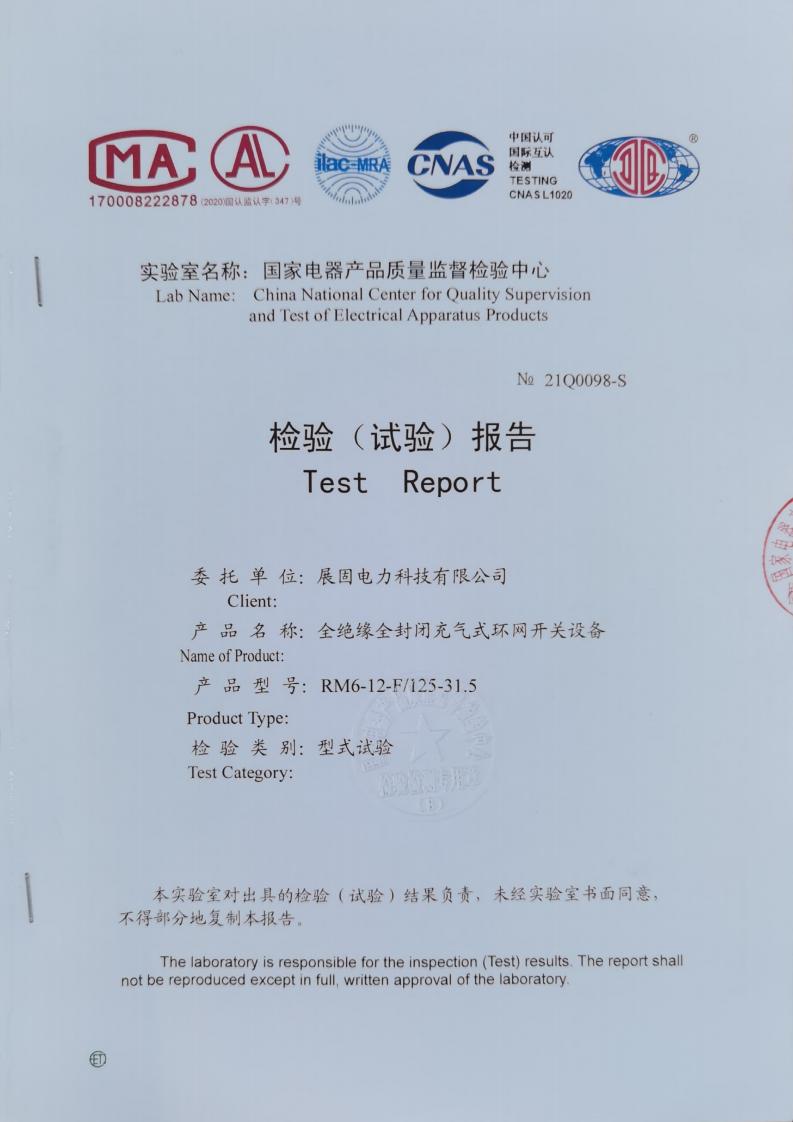 MA
AL
ilac-MRA
CNAS
中国认可
国际互认
检测
TESTING
CNAS L1020
®
170008222878 (2020)国认监认字(347)号
实验室名称：国家电器产品质量监督检验中心
Lab Name: China National Center for Quality Supervision
and Test of Electrical Apparatus Products
№ 21Q0098-S
检验（试验）报告
Test Report
委 托 单 位: 展固电力科技有限公司
Client:
产 品 名 称: 全绝缘全封闭充气式环网开关设备
Name of Product:
产 品 型 号: RM6-12-F/125-31.5
Product Type:
检 验 类 别: 型式试验
Test Category:
本实验室对出具的检验（试验）结果负责，未经实验室书面同意，
不得部分地复制本报告。
The laboratory is responsible for the inspection (Test) results. The report shall
not be reproduced except in full, written approval of the laboratory.
国家电器